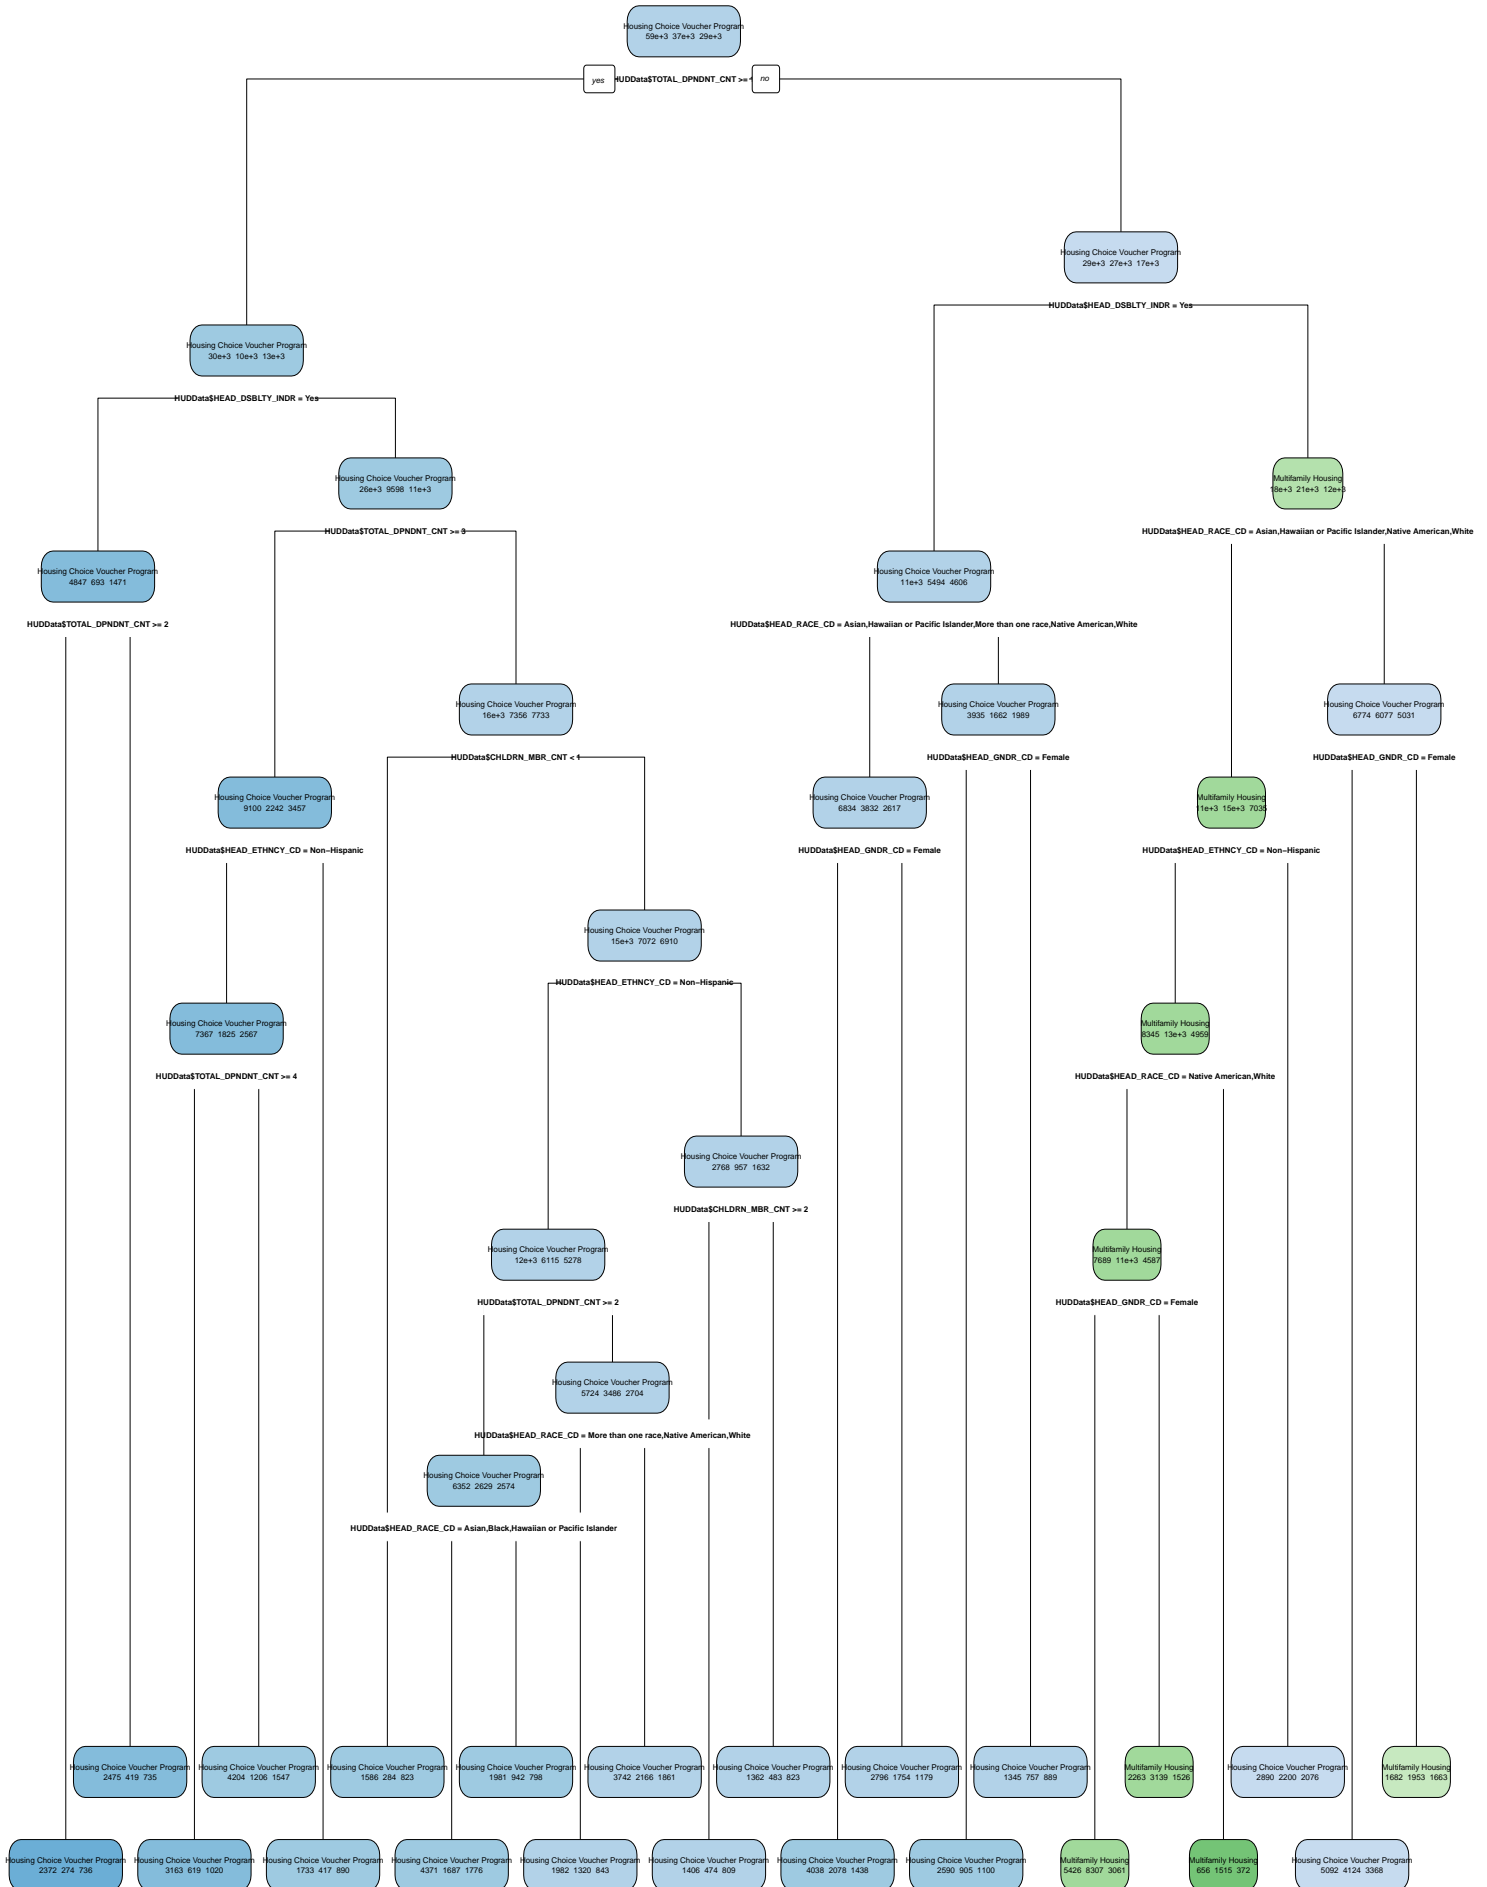 Housing Choice Voucher Program
59e+3 37e+3 29e+3
yes
HUDData$TOTAL_DPNDNT_CNT >=
no
Housing Choice Voucher Program
29e+3 27e+3 17e+3
HUDData$HEAD_DSBLTY_INDR = Yes
Housing Choice Voucher Program
30e+3 10e+3 13e+3
HUDData$HEAD_DSBLTY_INDR = Yes
Housing Choice Voucher Program
26e+3 9598 11e+3
Multifamily Housing
18e+3 21e+3 12e+3
HUDData$TOTAL_DPNDNT_CNT >= 3
HUDData$HEAD_RACE_CD = Asian,Hawaiian or Pacific Islander,Native American,White
Housing Choice Voucher Program
4847 693 1471
Housing Choice Voucher Program
11e+3 5494 4606
HUDData$TOTAL_DPNDNT_CNT >= 2
HUDData$HEAD_RACE_CD = Asian,Hawaiian or Pacific Islander,More than one race,Native American,White
Housing Choice Voucher Program
16e+3 7356 7733
Housing Choice Voucher Program
3935 1662 1989
Housing Choice Voucher Program
6774 6077 5031
HUDData$CHLDRN_MBR_CNT < 1
HUDData$HEAD_GNDR_CD = Female
HUDData$HEAD_GNDR_CD = Female
Housing Choice Voucher Program
9100 2242 3457
Housing Choice Voucher Program
6834 3832 2617
Multifamily Housing
11e+3 15e+3 7035
HUDData$HEAD_ETHNCY_CD = Non−Hispanic
HUDData$HEAD_GNDR_CD = Female
HUDData$HEAD_ETHNCY_CD = Non−Hispanic
Housing Choice Voucher Program
15e+3 7072 6910
HUDData$HEAD_ETHNCY_CD = Non−Hispanic
Housing Choice Voucher Program
7367 1825 2567
Multifamily Housing
8345 13e+3 4959
HUDData$TOTAL_DPNDNT_CNT >= 4
HUDData$HEAD_RACE_CD = Native American,White
Housing Choice Voucher Program
2768 957 1632
HUDData$CHLDRN_MBR_CNT >= 2
Housing Choice Voucher Program
12e+3 6115 5278
Multifamily Housing
7689 11e+3 4587
HUDData$TOTAL_DPNDNT_CNT >= 2
HUDData$HEAD_GNDR_CD = Female
Housing Choice Voucher Program
5724 3486 2704
HUDData$HEAD_RACE_CD = More than one race,Native American,White
Housing Choice Voucher Program
6352 2629 2574
HUDData$HEAD_RACE_CD = Asian,Black,Hawaiian or Pacific Islander
Housing Choice Voucher Program
2475 419 735
Housing Choice Voucher Program
4204 1206 1547
Housing Choice Voucher Program
1586 284 823
Housing Choice Voucher Program
1981 942 798
Housing Choice Voucher Program
3742 2166 1861
Housing Choice Voucher Program
1362 483 823
Housing Choice Voucher Program
2796 1754 1179
Housing Choice Voucher Program
1345 757 889
Multifamily Housing
2263 3139 1526
Housing Choice Voucher Program
2890 2200 2076
Multifamily Housing
1682 1953 1663
Housing Choice Voucher Program
2372 274 736
Housing Choice Voucher Program
3163 619 1020
Housing Choice Voucher Program
1733 417 890
Housing Choice Voucher Program
4371 1687 1776
Housing Choice Voucher Program
1982 1320 843
Housing Choice Voucher Program
1406 474 809
Housing Choice Voucher Program
4038 2078 1438
Housing Choice Voucher Program
2590 905 1100
Multifamily Housing
5426 8307 3061
Multifamily Housing
656 1515 372
Housing Choice Voucher Program
5092 4124 3368